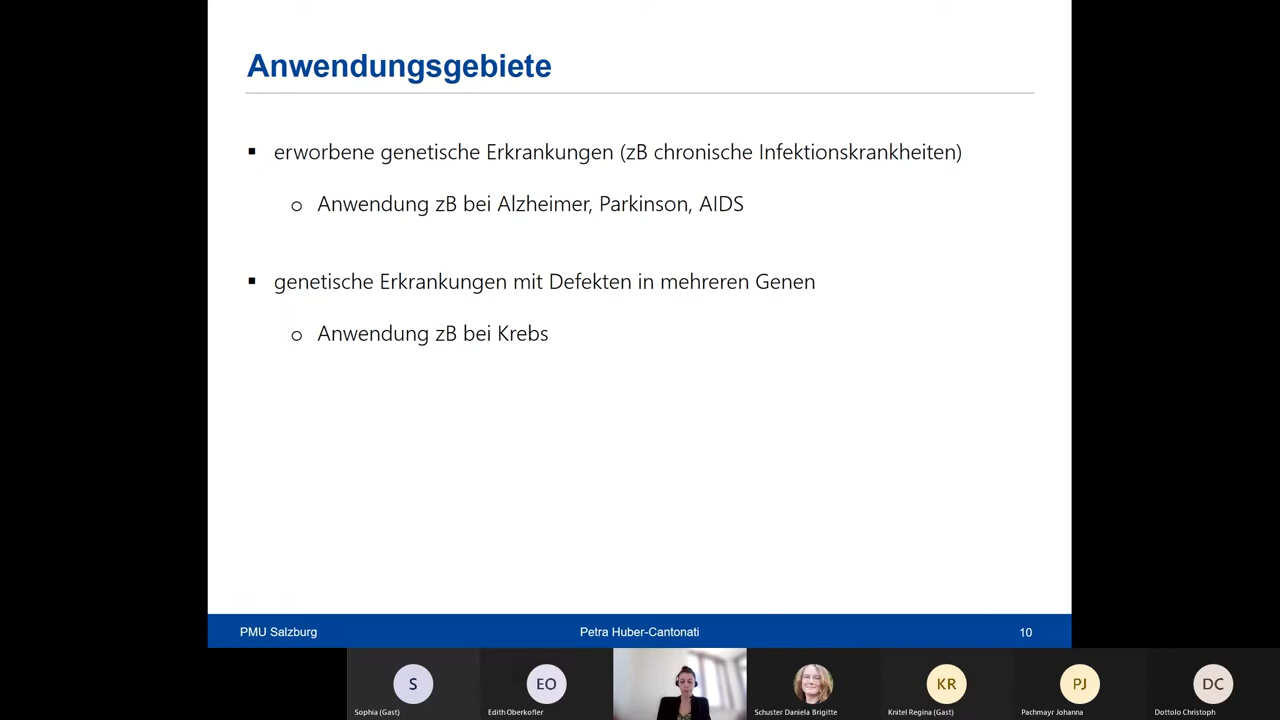 Anwendungsgebiete
▪ erworbene genetische Erkrankungen (zB chronische Infektionskrankheiten)
o Anwendung zB bei Alzheimer, Parkinson, AIDS
▪ genetische Erkrankungen mit Defekten in mehreren Genen
o Anwendung zB bei Krebs
PMU Salzburg Petra Huber-Cantonati 10
S EO KR PJ DC
Sophia (Gast) Edith Oberkofler Schuster Daniela Brigitte Knitel Regina (Gast) Pachmayr Johanna Dottolo Christoph